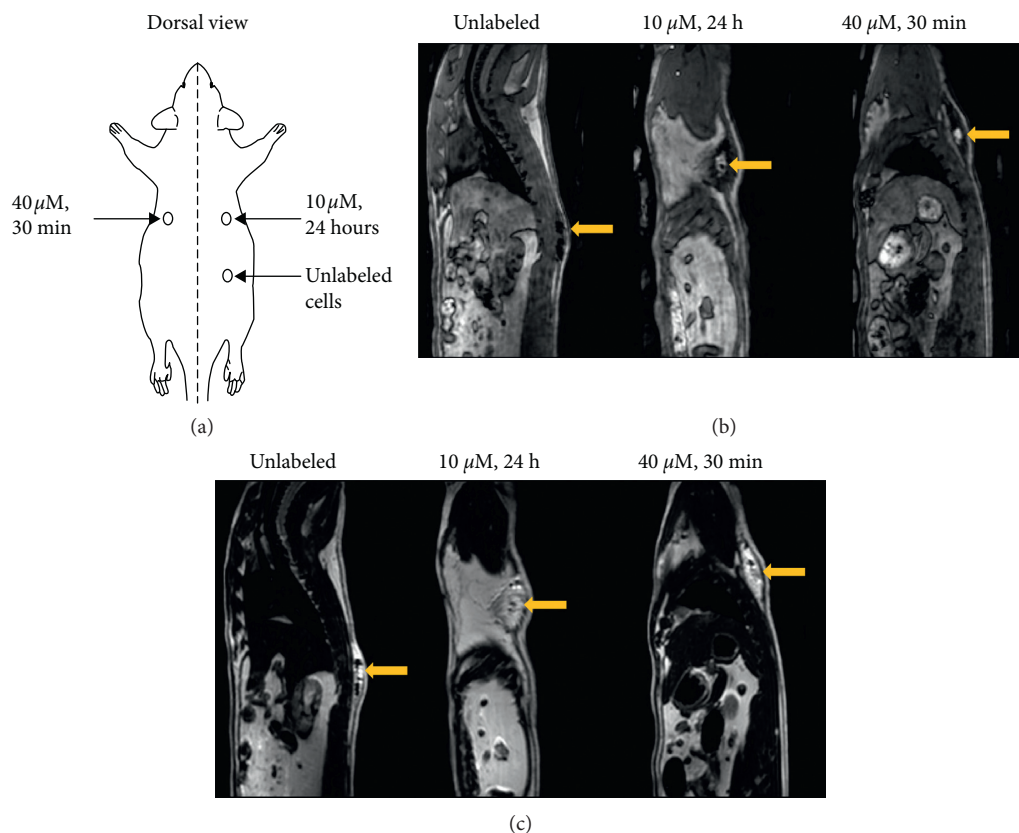 Dorsal view
40 µM,
30 min
10 µM,
24 hours
Unlabeled
cells
(a)
Unlabeled
10 µM, 24 h
40 µM, 30 min
(b)
Unlabeled
10 µM, 24 h
40 µM, 30 min
(c)